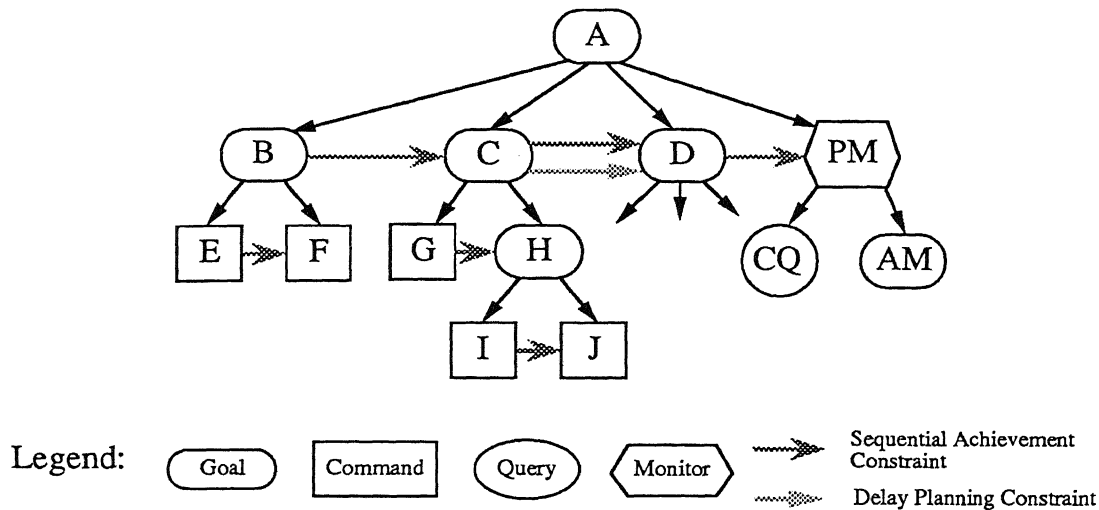 A
B
C
D
PM
E
F
G
H
CQ
AM
I
J
Legend:
Goal
Command
Query
Monitor
Sequential Achievement
Constraint
Delay Planning Constraint